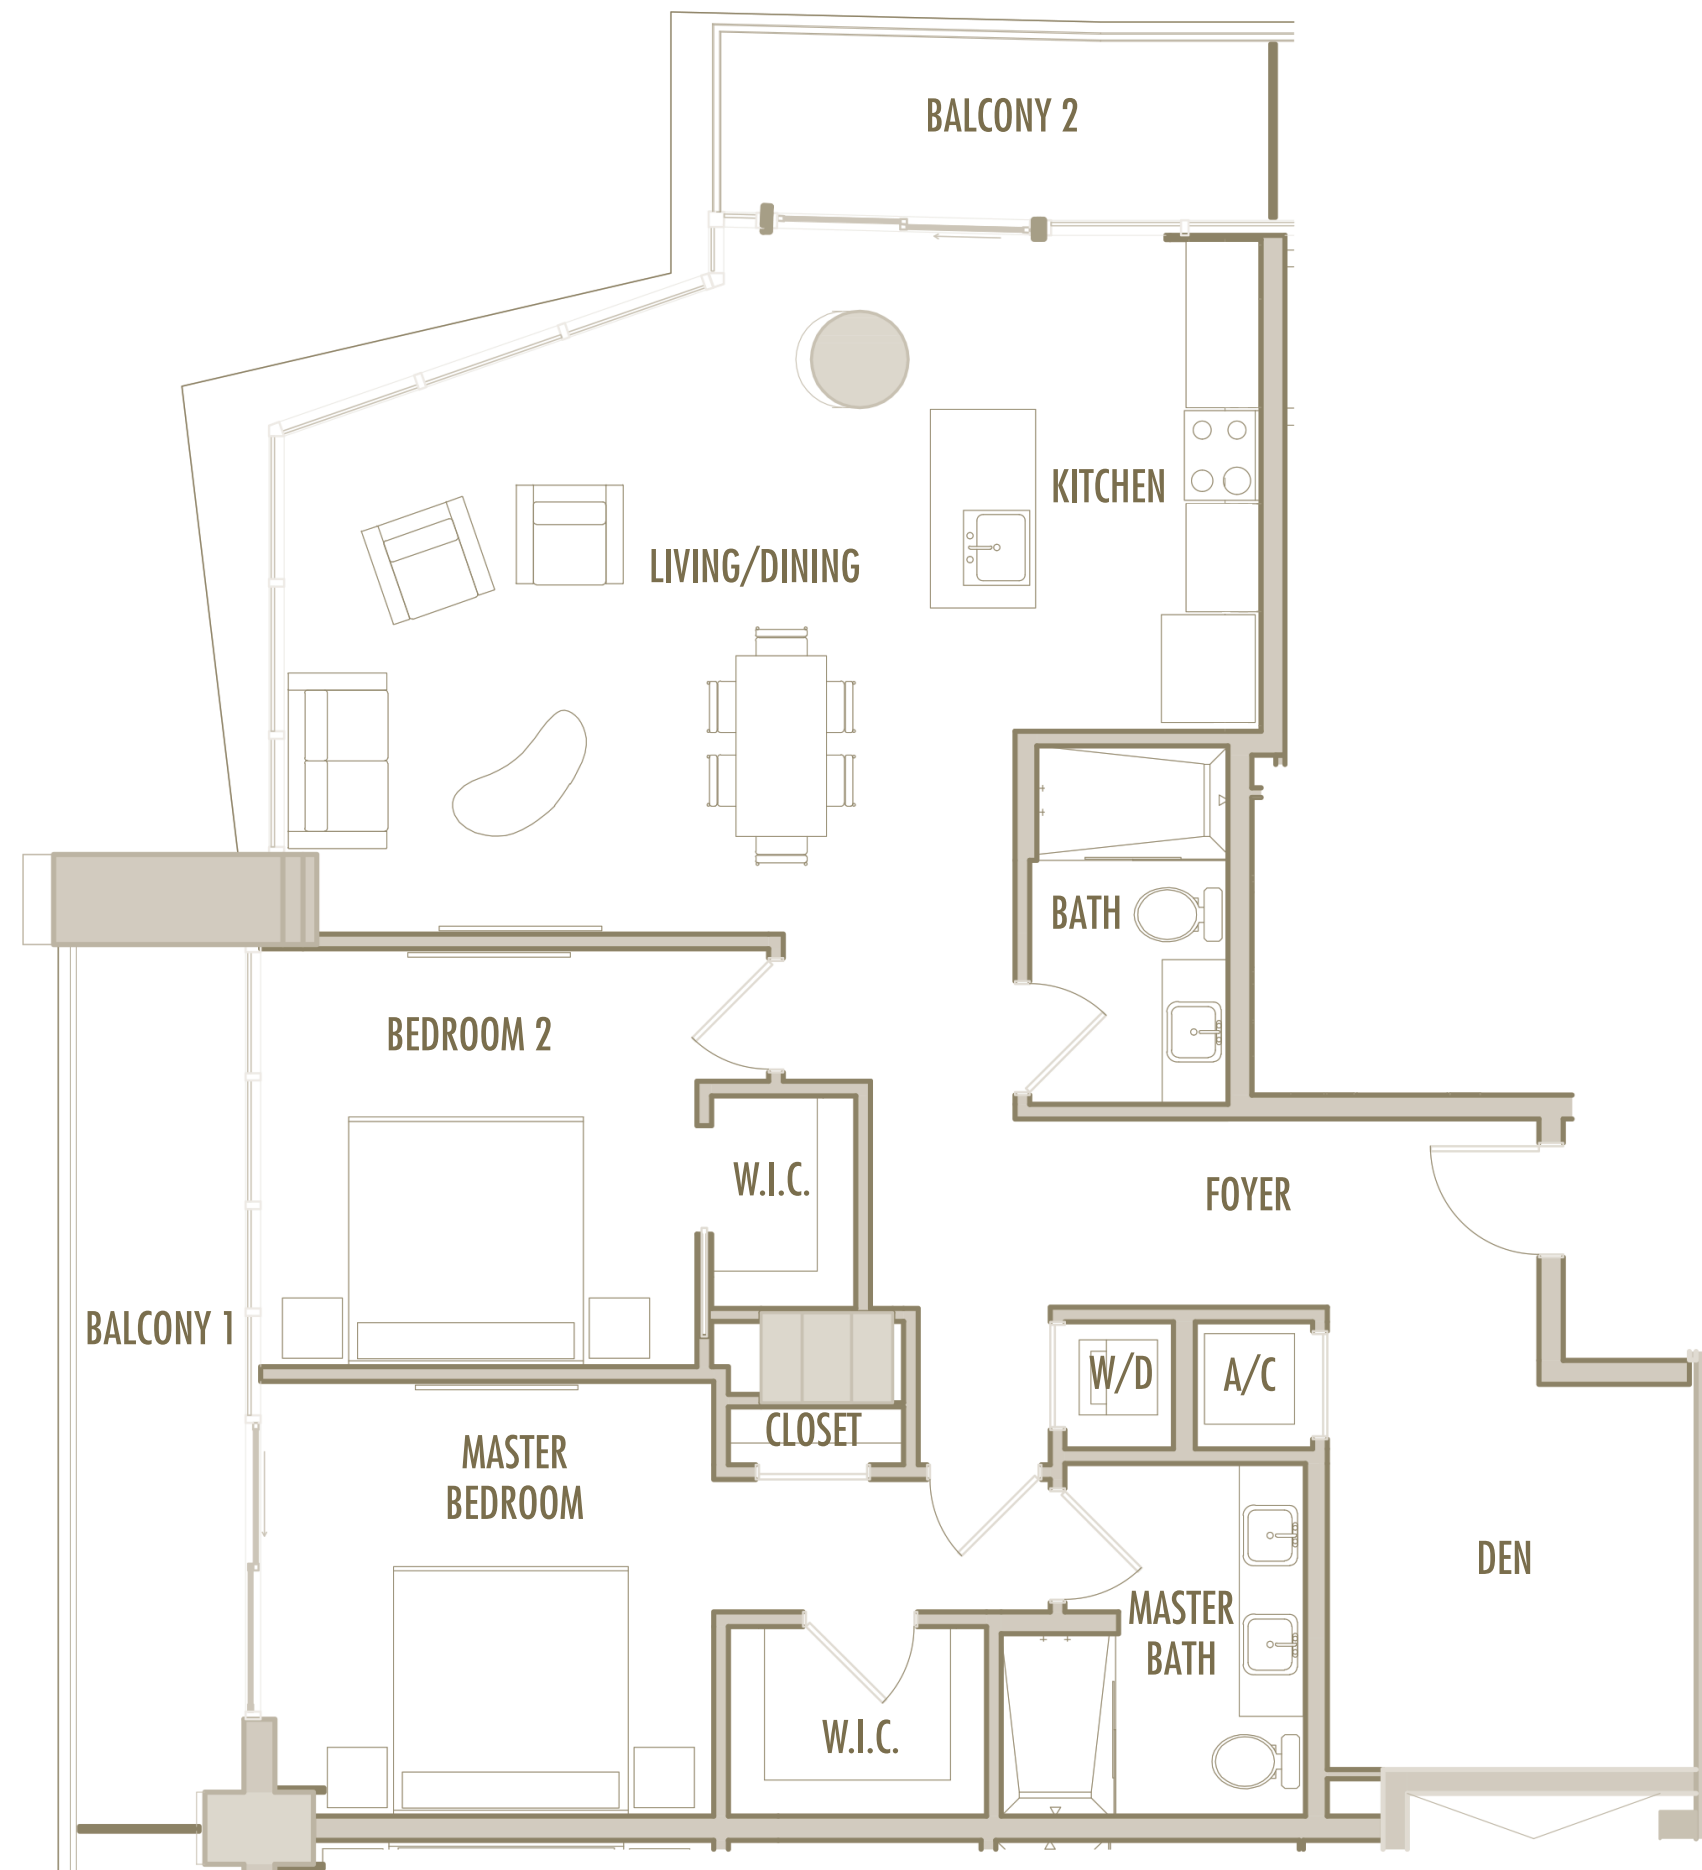 BALCONY 2
KITCHEN
LIVING/DINING
BATH
BEDROOM 2
W.I.C.
FOYER
BALCONY 1
W/D
A/C
CLOSET
MASTER
BEDROOM
DEN
MASTER
BATH
W.I.C.